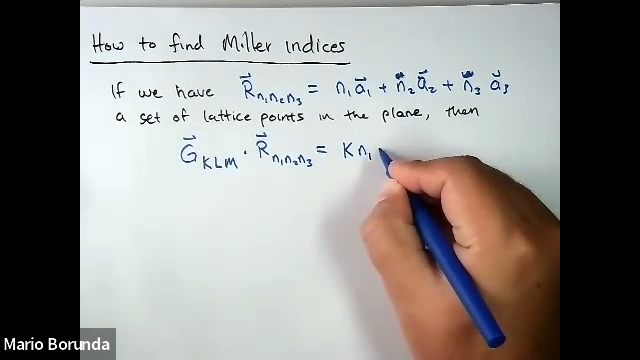 How to find Miller indices
If we have R⃗n₁n₂n₃ = n₁a⃗₁ + n₂a⃗₂ + n₃a⃗₃
a set of lattice points in the plane, then
G⃗KLM · R⃗n₁n₂n₃ = Kn₁
Mario Borunda